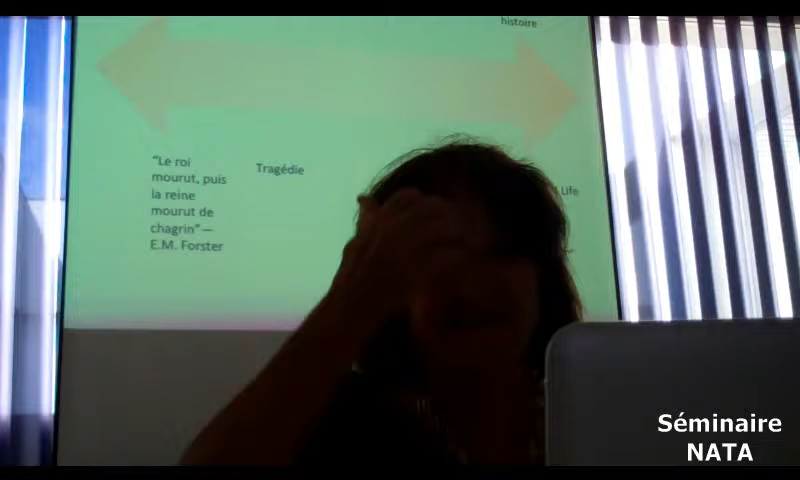 histoire
"Le roi
mourut, puis
la reine
mourut de
chagrin"—
E.M. Forster
Tragédie
Life
Séminaire
NATA